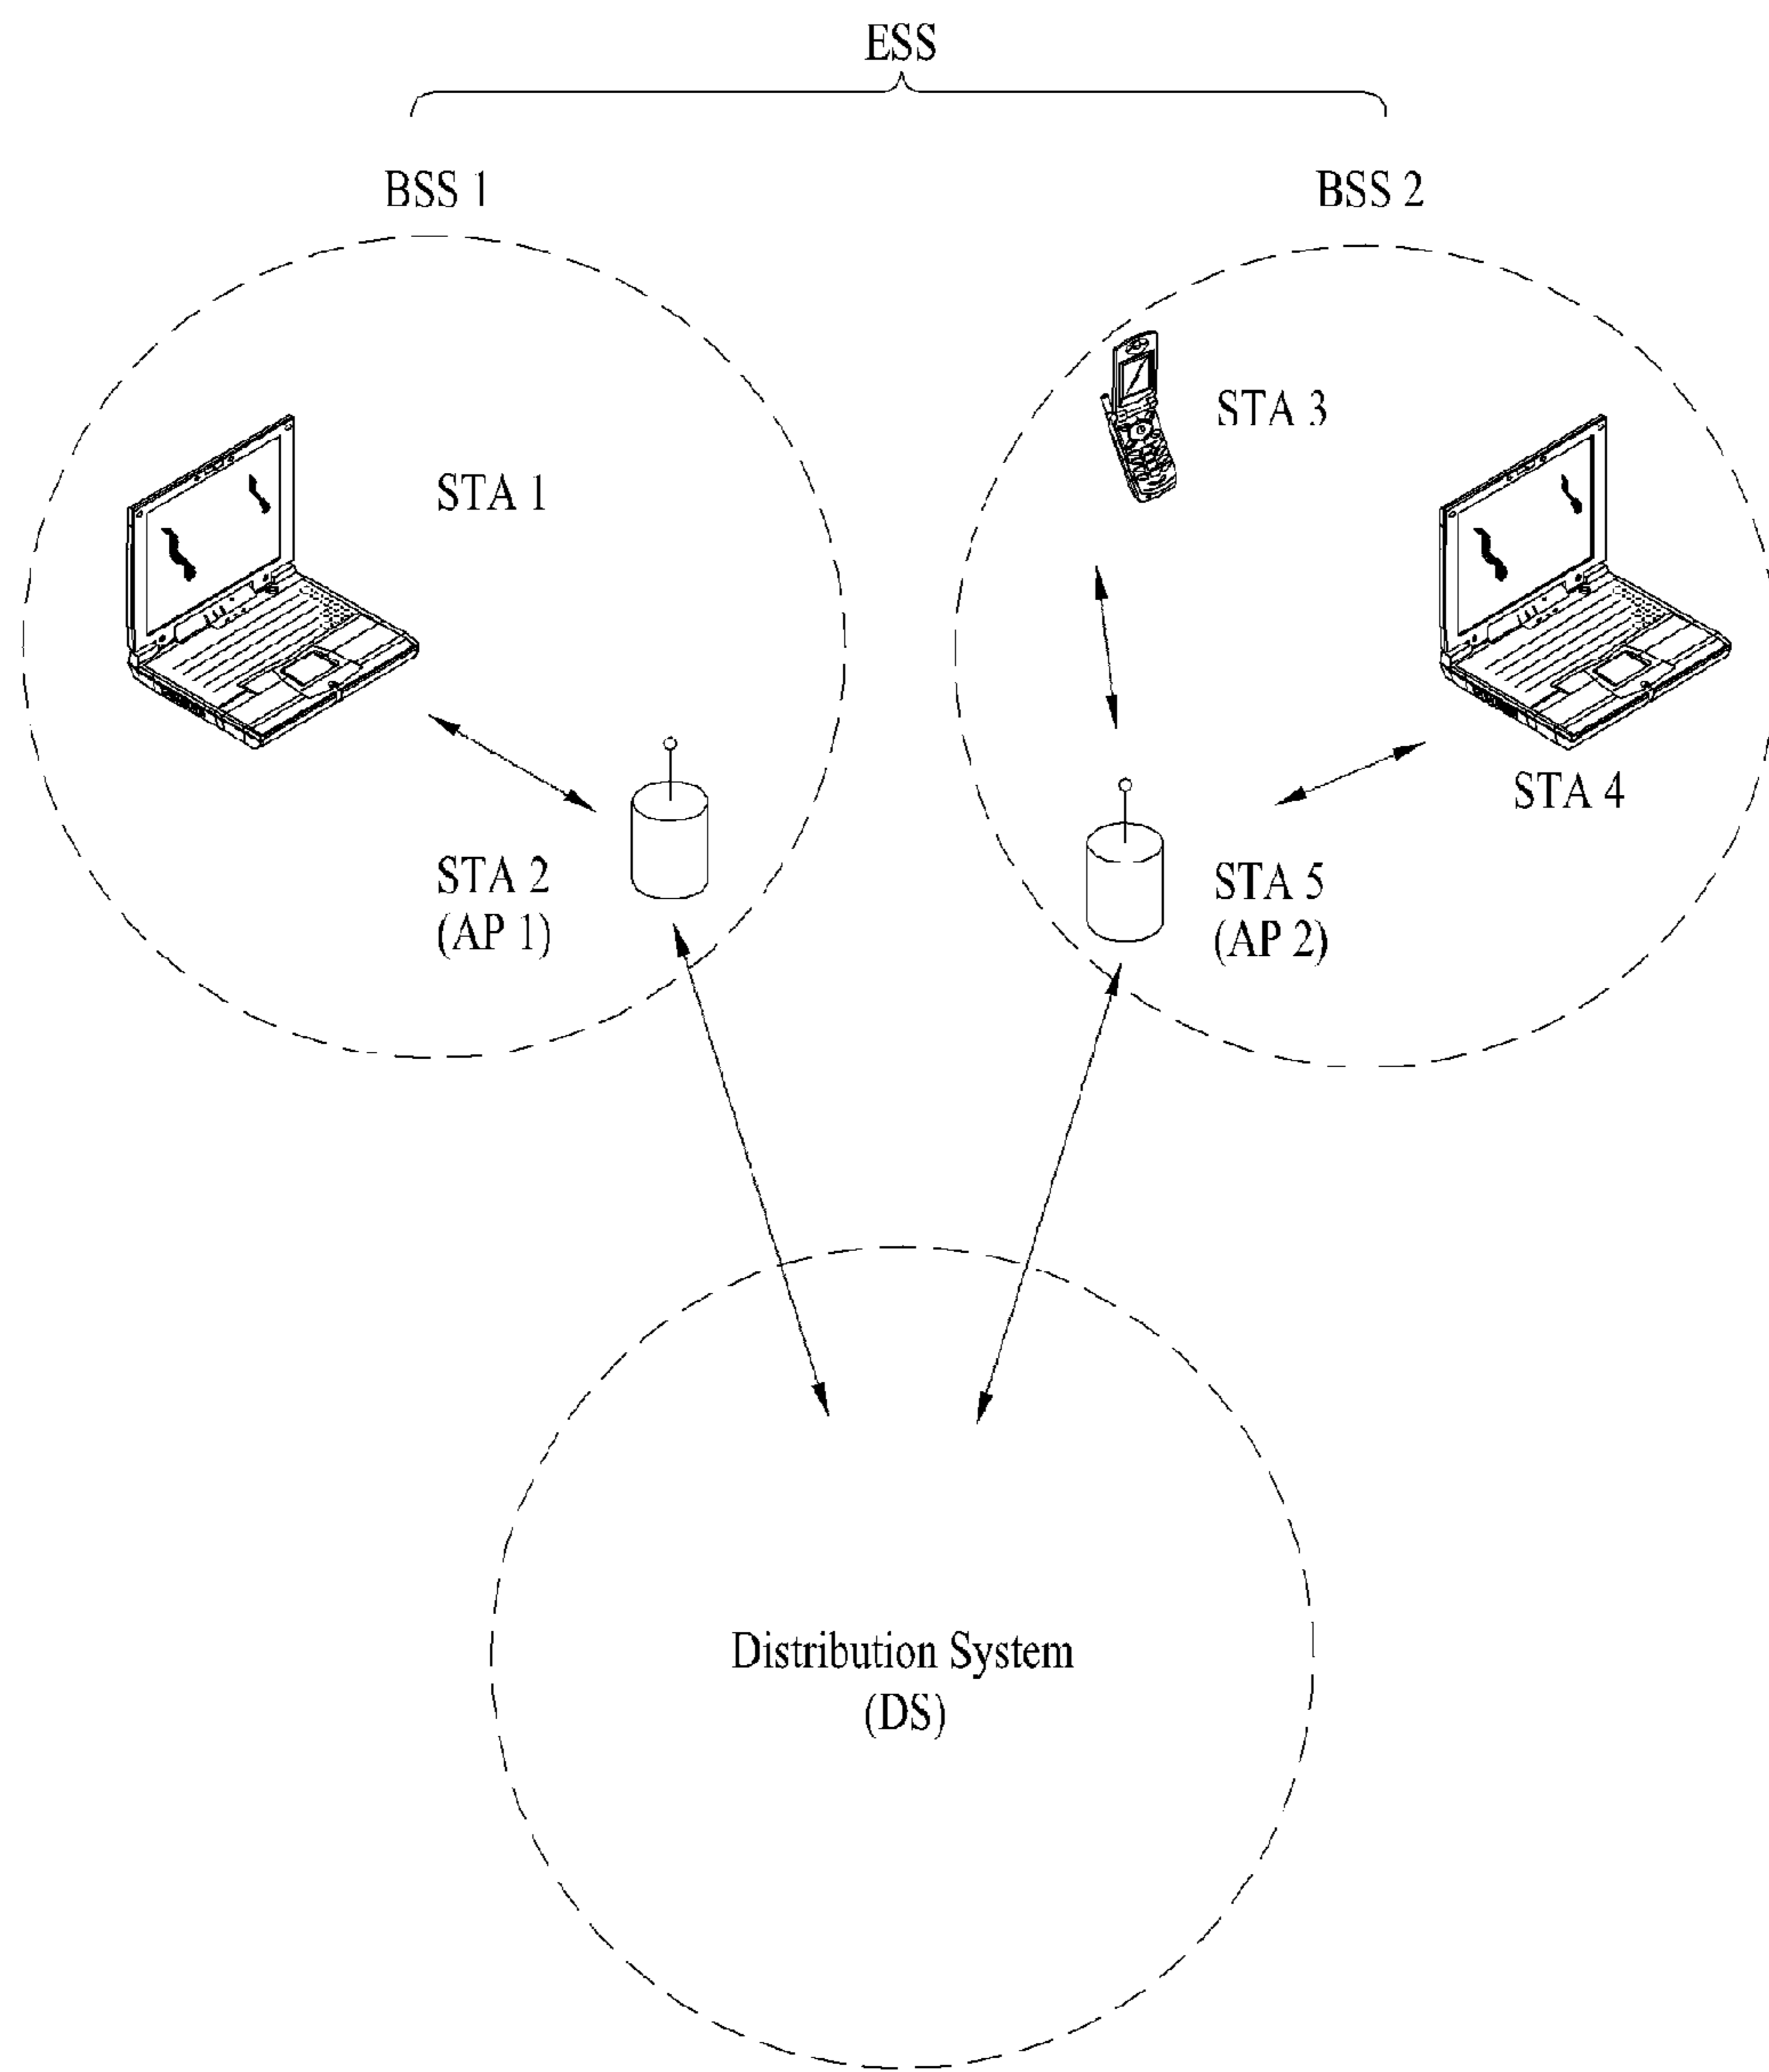 ESS
BSS 1
BSS 2
STA 1
STA 3
STA 4
STA 2
(AP 1)
STA 5
(AP 2)
Distribution System
(DS)